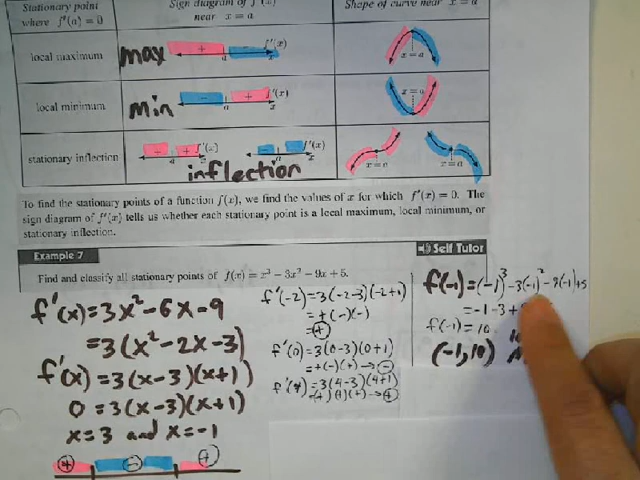 Stationary point Sign diagram of f'(x) Shape of curve near x = a
where f'(a) = 0 near x = a
local maximum max + f'(x) a x x = a
local minimum min − + f'(x) a x x = a
stationary inflection + + f'(x) a x − − f'(x) a x x = a x = a
inflection
To find the stationary points of a function f(x), we find the values of x for which f'(x) = 0. The
sign diagram of f'(x) tells us whether each stationary point is a local maximum, local minimum, or
stationary inflection.
Example 7
Self Tutor
Find and classify all stationary points of f(x) = x³ − 3x² − 9x + 5.
f'(x)=3x²-6x-9
=3(x²-2x-3)
f'(x)=3(x-3)(x+1)
0=3(x-3)(x+1)
x=3 and x=-1
+ − +
f'(-2)=3(-2-3)(-2+1)
=+(-)(-)
=+
f'(0)=3(0-3)(0+1)
=+(-)(+)→−
f'(4)=3(4-3)(4+1)
(+)(+)(+)→+
f(-1)=(-1)³-3(-1)²-9(-1)+5
=-1-3+
f(-1)=10
(-1,10)